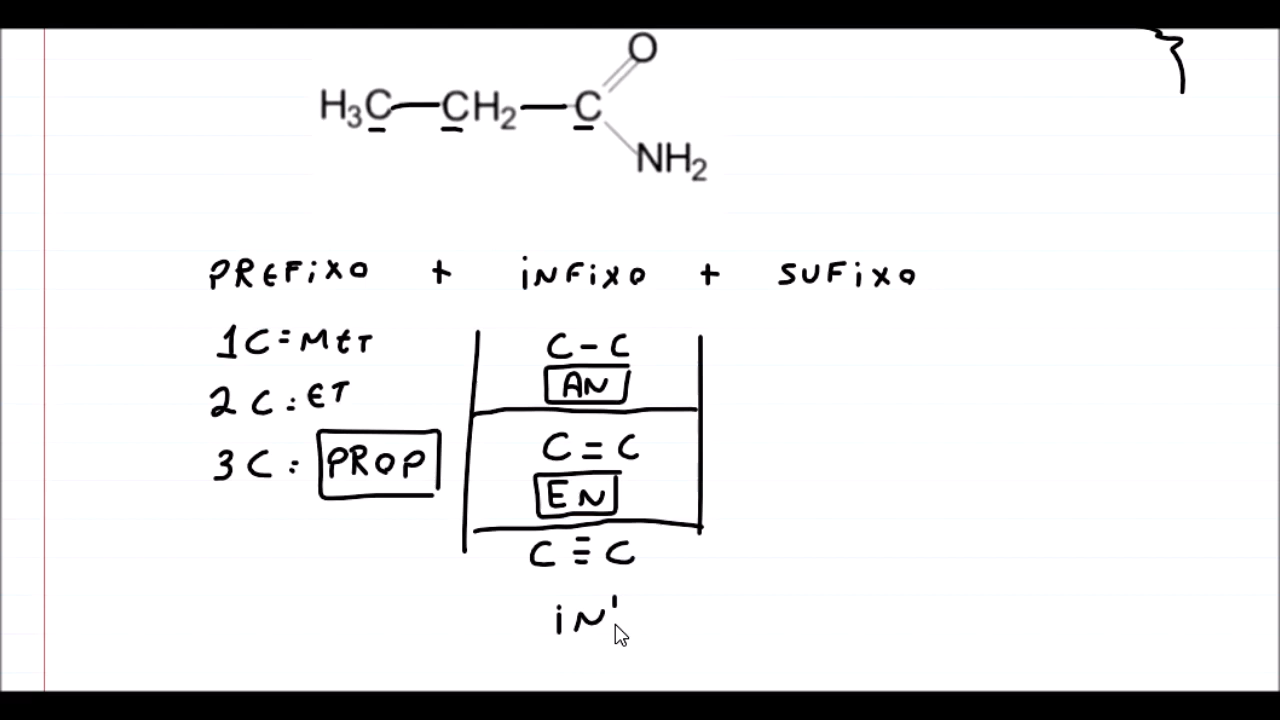 O
H₃C—CH₂—C
NH₂
PREFIXO + INFIXO + SUFIXO
1C = MET
2C: ET
3C: PROP
C - C
AN
C = C
EN
C ≡ C
IN